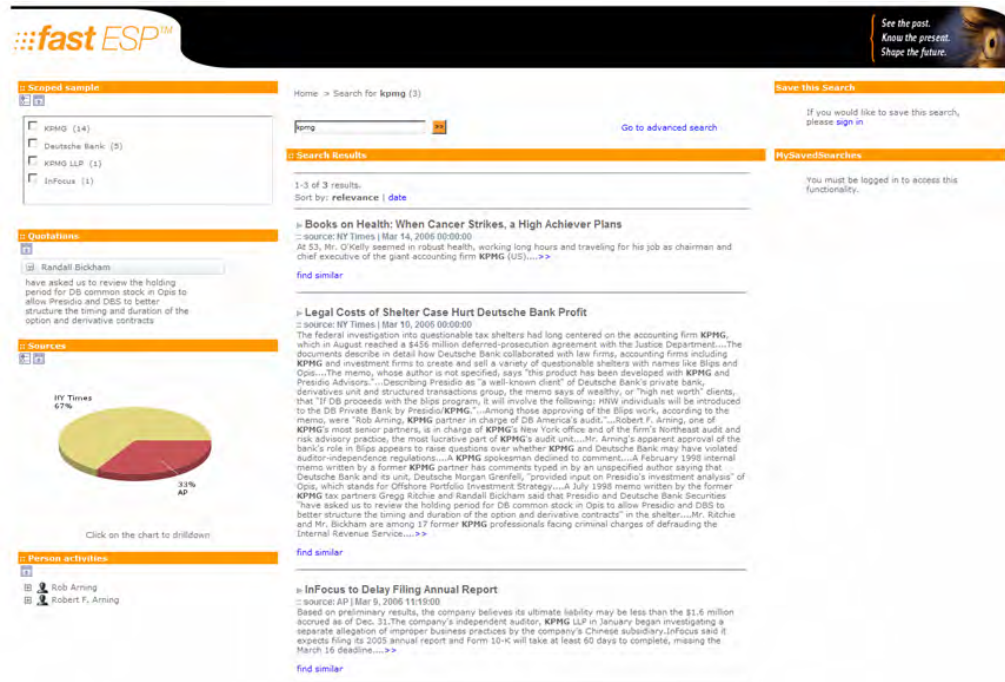 :::fast ESP™
See the past.
Know the present.
Shape the future.
:: Scoped sample
KPMG (14)
Deutsche Bank (5)
KPMG LLP (1)
InFocus (1)
:: Quotations
Randall Bickham
have asked us to review the holding
period for DB common stock in Opis to
allow Presidio and DBS to better
structure the timing and duration of the
option and derivative contracts
:: Sources
NY Times
67%
33%
AP
Click on the chart to drilldown
:: Person activities
Rob Arning
Robert F. Arning
Home > Search for kpmg (3)
kpmg
>>
Go to advanced search
:: Search Results
1-3 of 3 results.
Sort by: relevance | date
Books on Health: When Cancer Strikes, a High Achiever Plans
:: source: NY Times | Mar 14, 2006 00:00:00
At 53, Mr. O'Kelly seemed in robust health, working long hours and traveling for his job as chairman and
chief executive of the giant accounting firm KPMG (US)....>>
find similar
Legal Costs of Shelter Case Hurt Deutsche Bank Profit
:: source: NY Times | Mar 10, 2006 00:00:00
The federal investigation into questionable tax shelters had long centered on the accounting firm KPMG,
which in August reached a $456 million deferred-prosecution agreement with the Justice Department....The
documents describe in detail how Deutsche Bank collaborated with law firms, accounting firms including
KPMG and investment firms to create and sell a variety of questionable shelters with names like Blips and
Opis....The memo, whose author is not specified, says "this product has been developed with KPMG and
Presidio Advisors."...Describing Presidio as "a well-known client" of Deutsche Bank's private bank,
derivatives unit and structured transactions group, the memo says of wealthy, or "high net worth" clients,
that "If DB proceeds with the blips program, it will involve the following: HNW individuals will be introduced
to the DB Private Bank by Presidio/KPMG."...Among those approving of the Blips work, according to the
memo, were "Rob Arning, KPMG partner in charge of DB America's audit."...Robert F. Arning, one of
KPMG's most senior partners, is in charge of KPMG's New York office and of the firm's Northeast audit and
risk advisory practice, the most lucrative part of KPMG's audit unit....Mr. Arning's apparent approval of the
bank's role in Blips appears to raise questions over whether KPMG and Deutsche Bank may have violated
auditor-independence regulations....A KPMG spokesman declined to comment....A February 1998 internal
memo written by a former KPMG partner has comments typed in by an unspecified author saying that
Deutsche Bank and its unit, Deutsche Morgan Grenfell, "provided input on Presidio's investment analysis" of
Opis, which stands for Offshore Portfolio Investment Strategy....A July 1998 memo written by the former
KPMG tax partners Gregg Ritchie and Randall Bickham said that Presidio and Deutsche Bank Securities
"have asked us to review the holding period for DB common stock in Opis to allow Presidio and DBS to
better structure the timing and duration of the option and derivative contracts" in the shelter....Mr. Ritchie
and Mr. Bickham are among 17 former KPMG professionals facing criminal charges of defrauding the
Internal Revenue Service....>>
find similar
InFocus to Delay Filing Annual Report
:: source: AP | Mar 9, 2006 11:19:00
Based on preliminary results, the company believes its ultimate liability may be less than the $1.6 million
accrued as of Dec. 31.The company's independent auditor, KPMG LLP in January began investigating a
separate allegation of improper business practices by the company's Chinese subsidiary.InFocus said it
expects filing its 2005 annual report and Form 10-K will take at least 60 days to complete, missing the
March 16 deadline....>>
find similar
Save this Search
If you would like to save this search,
please sign in
MySavedSearches
You must be logged in to access this
functionality.